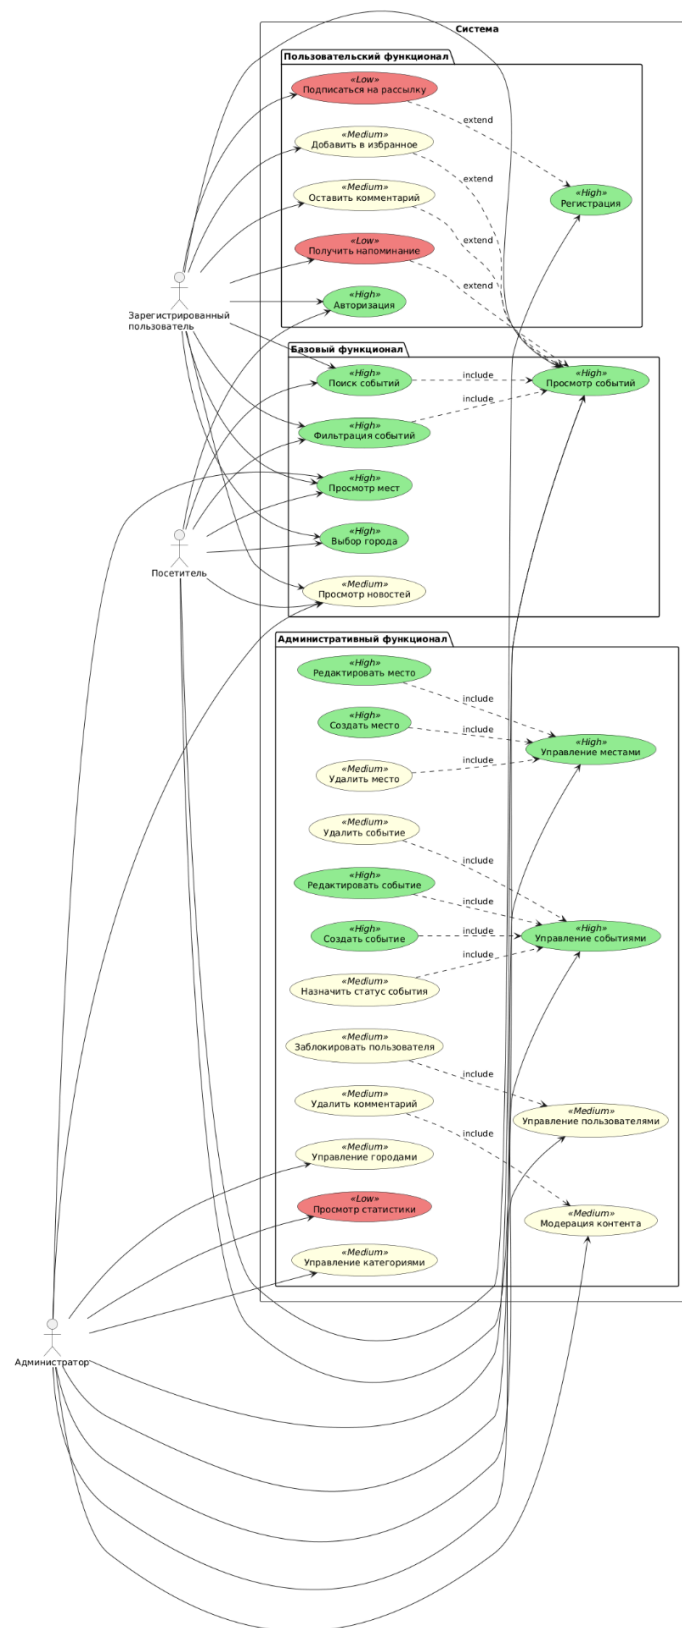 Система
Пользовательский функционал
«Low»
Подписаться на рассылку
extend
«Medium»
Добавить в избранное
extend
«High»
Регистрация
«Medium»
Оставить комментарий
extend
«Low»
Получить напоминание
extend
«High»
Авторизация
Зарегистрированный
пользователь
Базовый функционал
«High»
Поиск событий
include
«High»
Просмотр событий
include
«High»
Фильтрация событий
«High»
Просмотр мест
«High»
Выбор города
Посетитель
«Medium»
Просмотр новостей
Административный функционал
«High»
Редактировать место
include
«High»
Создать место
include
«High»
Управление местами
include
«Medium»
Удалить место
«Medium»
Удалить событие
include
«High»
Редактировать событие
include
«High»
Создать событие
include
«High»
Управление событиями
include
«Medium»
Назначить статус события
«Medium»
Заблокировать пользователя
include
«Medium»
Удалить комментарий
include
«Medium»
Управление пользователями
«Medium»
Управление городами
«Low»
Просмотр статистики
«Medium»
Модерация контента
«Medium»
Управление категориями
Администратор